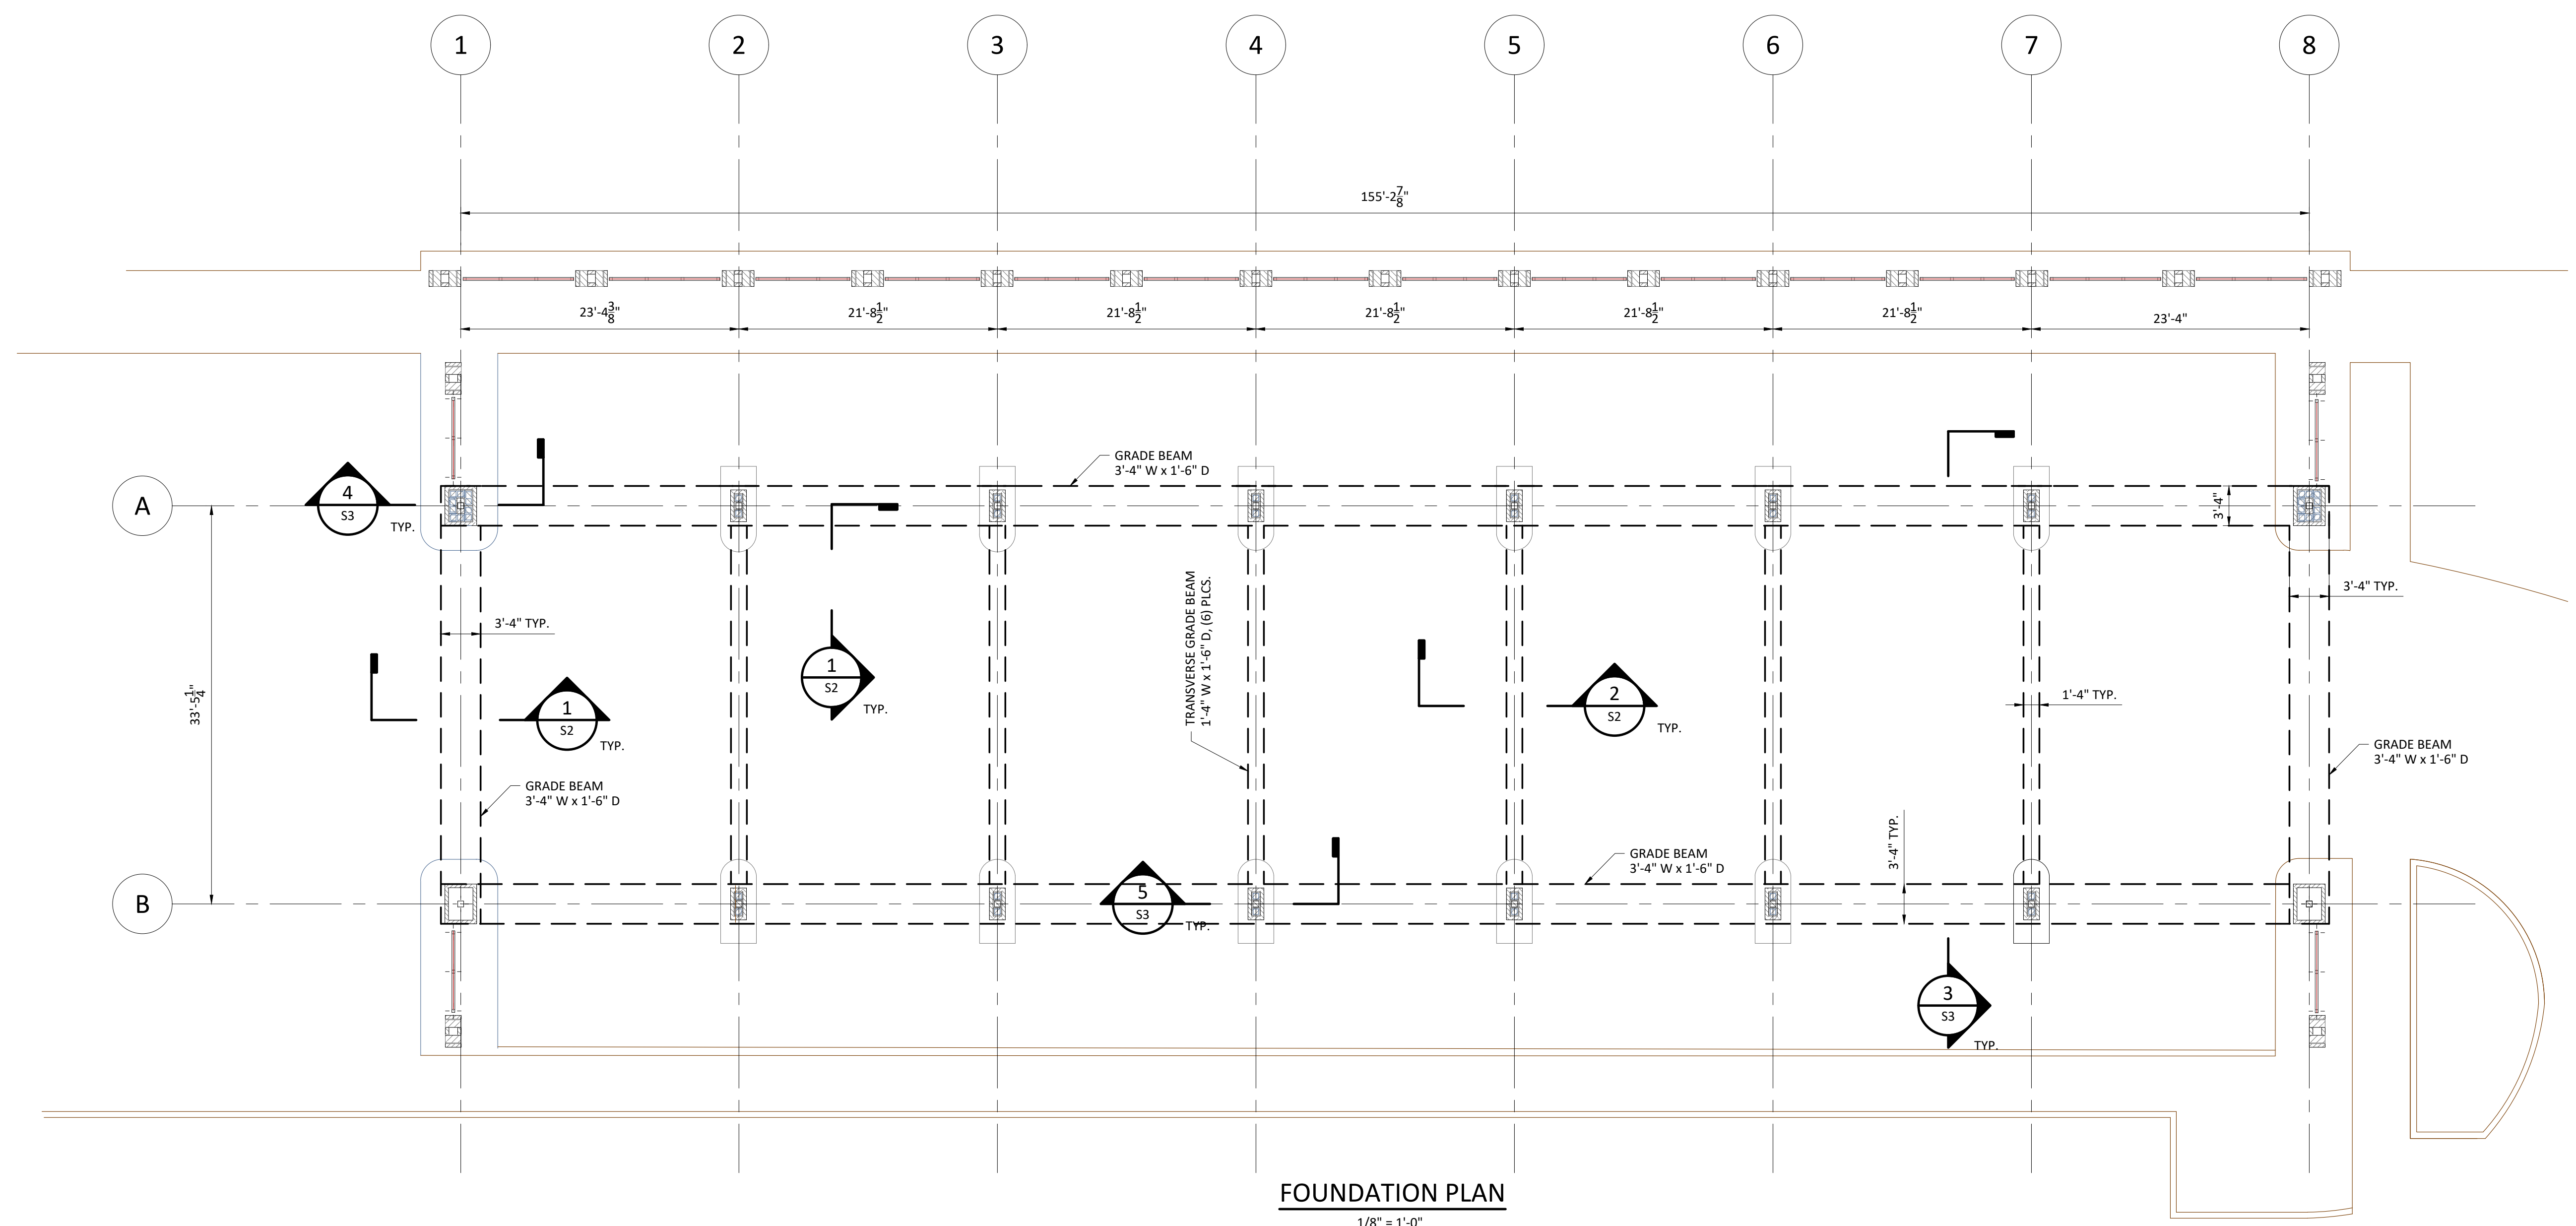 1 2 3 4 5 6 7 8
155'-2 7/8"
23'-4 3/8" 21'-8 1/2" 21'-8 1/2" 21'-8 1/2" 21'-8 1/2" 21'-8 1/2" 23'-4"
GRADE BEAM
3'-4" W x 1'-6" D
4
S3
TYP.
A
3'-4"
TRANSVERSE GRADE BEAM
1'-4" W x 1'-6" D, (6) PLCS.
3'-4" TYP.
3'-4" TYP.
33'-5 1/4"
1
S2
TYP.
1
S2
TYP.
2
S2
TYP.
1'-4" TYP.
GRADE BEAM
3'-4" W x 1'-6" D
GRADE BEAM
3'-4" W x 1'-6" D
GRADE BEAM
3'-4" W x 1'-6" D
3'-4" TYP.
B
5
S3
TYP.
3
S3
TYP.
FOUNDATION PLAN
1/8" = 1'-0"